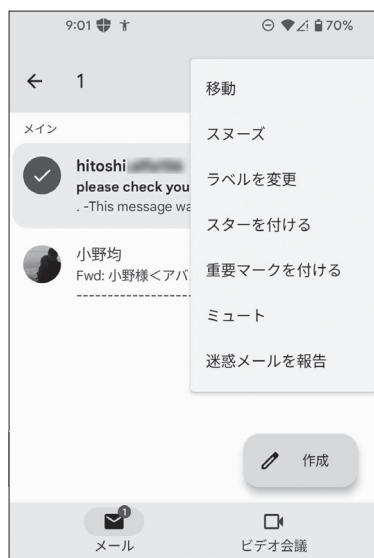 9:01
70%
1
移動
メイン
スヌーズ
hitoshi
please check you
ラベルを変更
. -This message wa
スターを付ける
小野均
Fwd: 小野様＜アバ
重要マークを付ける
--------------------
ミュート
迷惑メールを報告
作成
1
メール
ビデオ会議